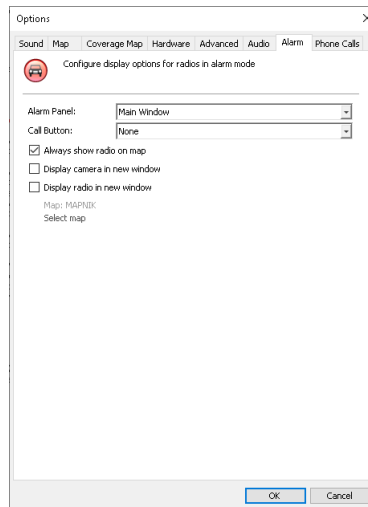 Options
Sound Map Coverage Map Hardware Advanced Audio Alarm Phone Calls
Configure display options for radios in alarm mode
Alarm Panel: Main Window
Call Button: None
Always show radio on map
Display camera in new window
Display radio in new window
Map: MAPNIK
Select map
OK Cancel